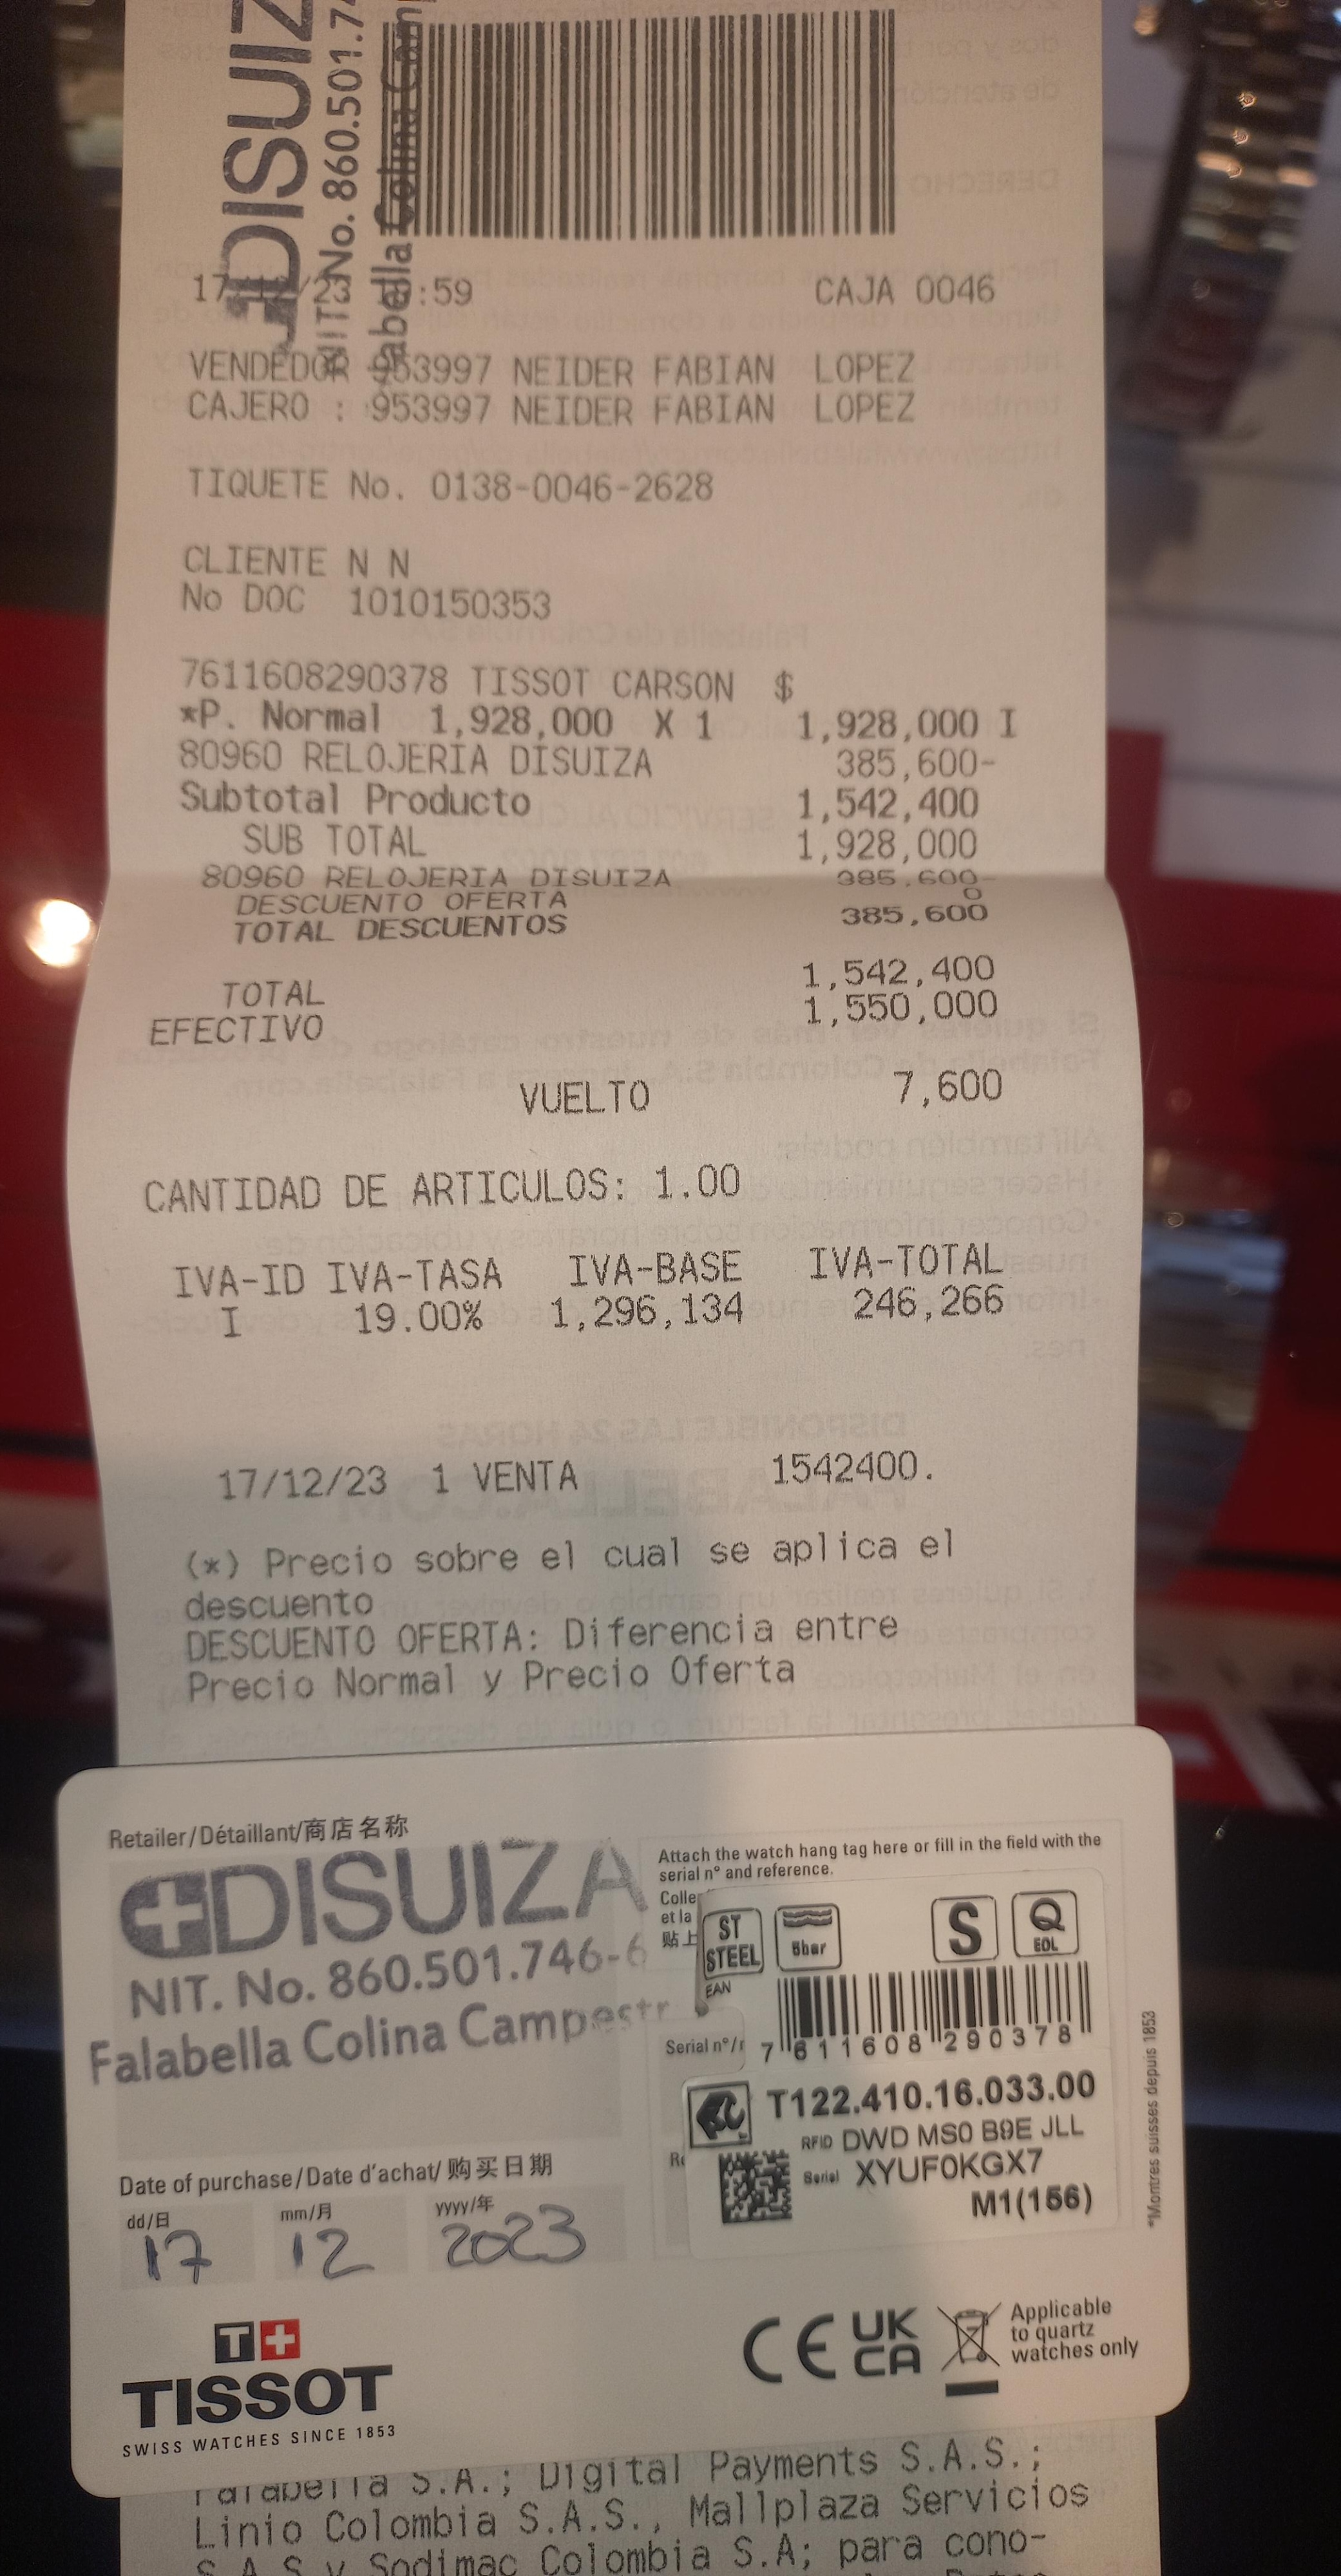 DISUIZ
NIT. No. 860.501.74
Falabella Colina Cam
17/12/23 :59 CAJA 0046
VENDEDOR 953997 NEIDER FABIAN LOPEZ
CAJERO : 953997 NEIDER FABIAN LOPEZ
TIQUETE No. 0138-0046-2628
CLIENTE N N
No DOC 1010150353
7611608290378 TISSOT CARSON $
*P. Normal 1,928,000 X 1 1,928,000 I
80960 RELOJERIA DISUIZA 385,600-
Subtotal Producto 1,542,400
SUB TOTAL 1,928,000
80960 RELOJERIA DISUIZA 385,600-
DESCUENTO OFERTA 0
TOTAL DESCUENTOS 385,600
TOTAL 1,542,400
EFECTIVO 1,550,000
VUELTO 7,600
CANTIDAD DE ARTICULOS: 1.00
IVA-ID IVA-TASA IVA-BASE IVA-TOTAL
I 19.00% 1,296,134 246,266
17/12/23 1 VENTA 1542400.
(*) Precio sobre el cual se aplica el
descuento
DESCUENTO OFERTA: Diferencia entre
Precio Normal y Precio Oferta
Retailer/Détaillant/商店名称
DISUIZA
NIT. No. 860.501.746-6
Falabella Colina Campestr
Date of purchase/Date d'achat/购买日期
dd/日 mm/月 yyyy/年
17 12 2023
T+
TISSOT
SWISS WATCHES SINCE 1853
Attach the watch hang tag here or fill in the field with the
serial n° and reference.
Colle
et la
贴上
ST STEEL
5bar
S
Q EOL
EAN
Serial n°/r
7 611608 290378
T122.410.16.033.00
RFID DWD MS0 B9E JLL
Serial XYUF0KGX7
M1(156)
*Montres suisses depuis 1853
CE UK CA
Applicable
to quartz
watches only
Falabella S.A.; Digital Payments S.A.S.;
Linio Colombia S.A.S., Mallplaza Servicios
S.A.S y Sodimac Colombia S.A; para cono-